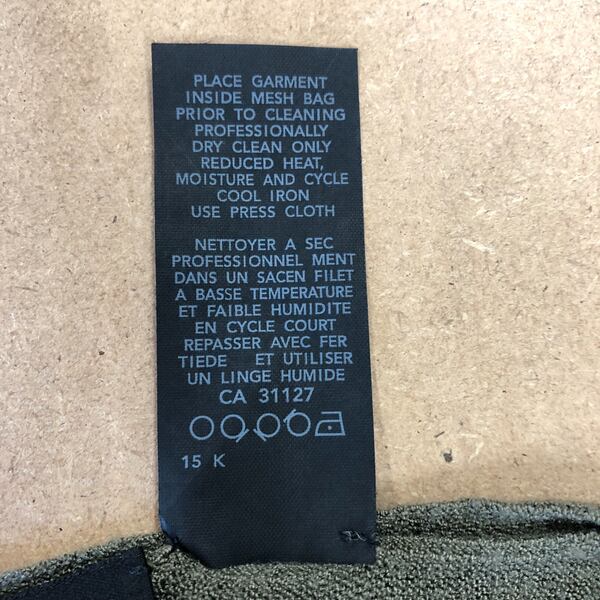 PLACE GARMENT
INSIDE MESH BAG
PRIOR TO CLEANING
PROFESSIONALLY
DRY CLEAN ONLY
REDUCED HEAT,
MOISTURE AND CYCLE
COOL IRON
USE PRESS CLOTH
NETTOYER A SEC
PROFESSIONNEL MENT
DANS UN SACEN FILET
A BASSE TEMPERATURE
ET FAIBLE HUMIDITE
EN CYCLE COURT
REPASSER AVEC FER
TIEDE ET UTILISER
UN LINGE HUMIDE
CA 31127
15 K